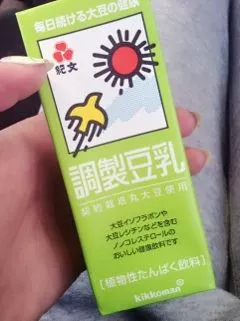 毎日続ける大豆の健康
紀文
調製豆乳
契約栽培丸大豆使用
大豆イソフラボンや
大豆レシチンなどを含む
ノンコレステロールの
おいしい健康飲料です
［植物性たんぱく飲料］
kikkoman